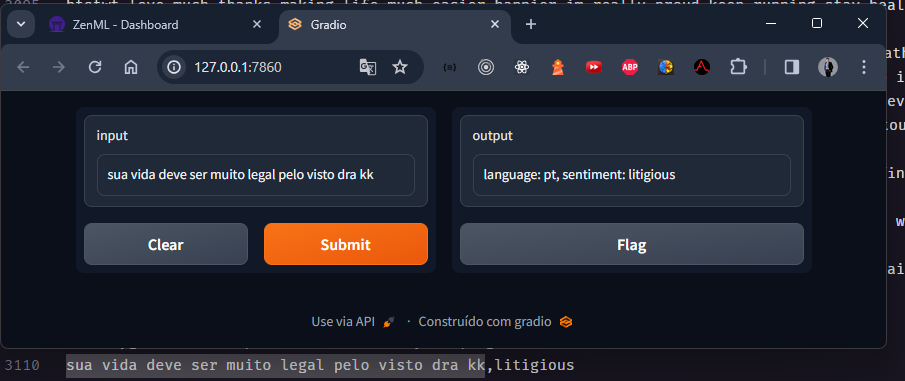 ZenML - Dashboard
Gradio
127.0.0.1:7860
ABP
input
sua vida deve ser muito legal pelo visto dra kk
output
language: pt, sentiment: litigious
Clear
Submit
Flag
Use via API
·
Construído com gradio
3110
sua vida deve ser muito legal pelo visto dra kk,litigious